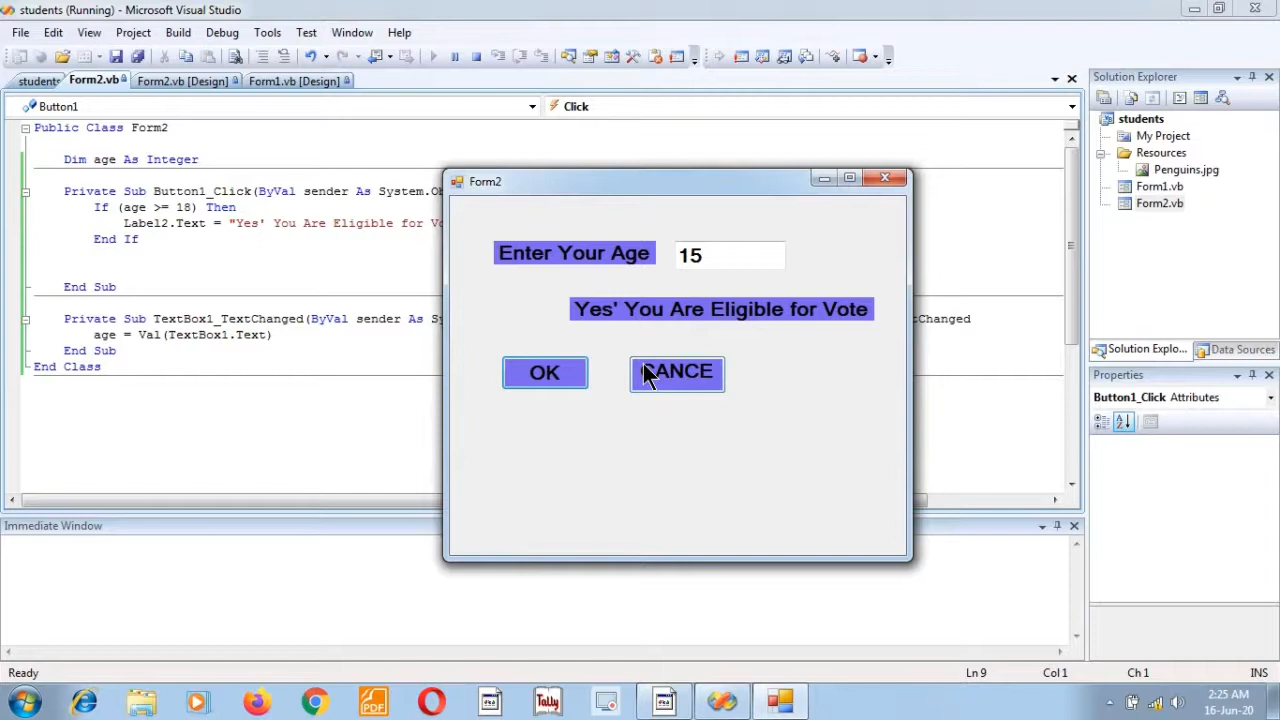 students (Running) - Microsoft Visual Studio
File Edit View Project Build Debug Tools Test Window Help
students Form2.vb Form2.vb [Design] Form1.vb [Design]
Button1 Click
Public Class Form2
Dim age As Integer
Private Sub Button1_Click(ByVal sender As System.Ob
If (age >= 18) Then
Label2.Text = "Yes' You Are Eligible for Vo
End If
End Sub
Private Sub TextBox1_TextChanged(ByVal sender As Sy Changed
age = Val(TextBox1.Text)
End Sub
End Class
Form2
Enter Your Age 15
Yes' You Are Eligible for Vote
OK CANCE
Solution Explorer
students
My Project
Resources
Penguins.jpg
Form1.vb
Form2.vb
Solution Explo... Data Sources
Properties
Button1_Click Attributes
Immediate Window
Ready Ln 9 Col 1 Ch 1 INS
PDF Tally
2:25 AM
16-Jun-20